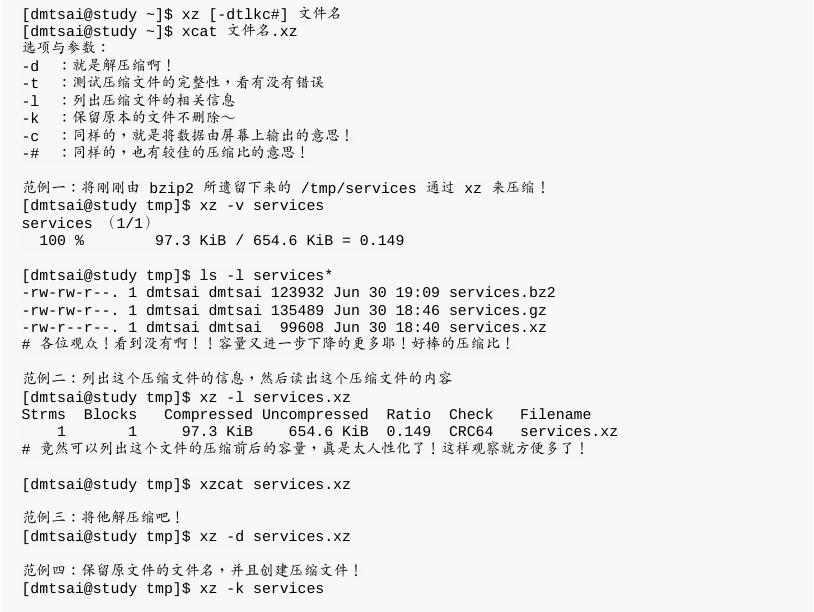 [dmtsai@study ~]$ xz [-dtlkc#] 文件名
[dmtsai@study ~]$ xcat 文件名.xz
选项与参数：
-d  ：就是解压缩啊！
-t  ：测试压缩文件的完整性，看有没有错误
-l  ：列出压缩文件的相关信息
-k  ：保留原本的文件不删除～
-c  ：同样的，就是将数据由屏幕上输出的意思！
-#  ：同样的，也有较佳的压缩比的意思！
范例一：将刚刚由 bzip2 所遗留下来的 /tmp/services 通过 xz 来压缩！
[dmtsai@study tmp]$ xz -v services
services （1/1）
  100 %        97.3 KiB / 654.6 KiB = 0.149
[dmtsai@study tmp]$ ls -l services*
-rw-rw-r--. 1 dmtsai dmtsai 123932 Jun 30 19:09 services.bz2
-rw-rw-r--. 1 dmtsai dmtsai 135489 Jun 30 18:46 services.gz
-rw-r--r--. 1 dmtsai dmtsai  99608 Jun 30 18:40 services.xz
# 各位观众！看到没有啊！！容量又进一步下降的更多耶！好棒的压缩比！
范例二：列出这个压缩文件的信息，然后读出这个压缩文件的内容
[dmtsai@study tmp]$ xz -l services.xz
Strms  Blocks   Compressed Uncompressed  Ratio  Check   Filename
    1       1     97.3 KiB    654.6 KiB  0.149  CRC64   services.xz
# 竟然可以列出这个文件的压缩前后的容量，真是太人性化了！这样观察就方便多了！
[dmtsai@study tmp]$ xzcat services.xz
范例三：将他解压缩吧！
[dmtsai@study tmp]$ xz -d services.xz
范例四：保留原文件的文件名，并且创建压缩文件！
[dmtsai@study tmp]$ xz -k services